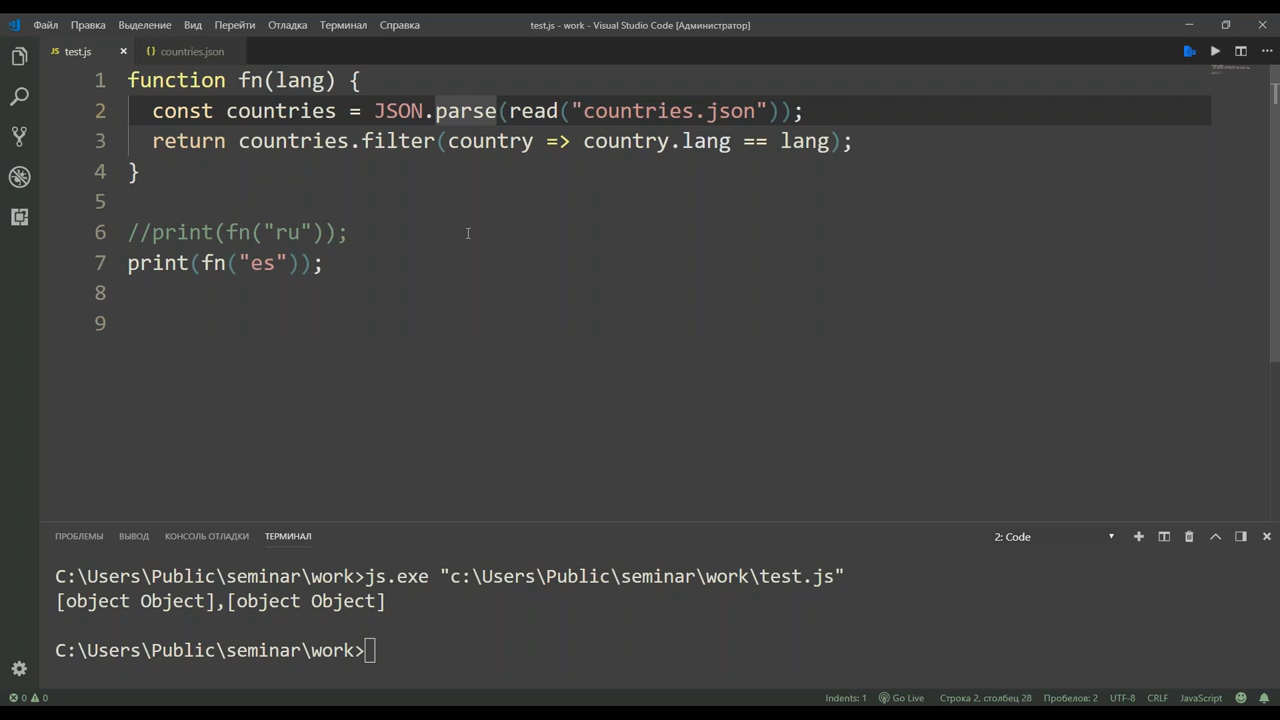 Файл Правка Выделение Вид Перейти Отладка Терминал Справка test.js - work - Visual Studio Code [Администратор]
JS test.js {} countries.json
1 function fn(lang) {
2 const countries = JSON.parse(read("countries.json"));
3 return countries.filter(country => country.lang == lang);
4 }
5
6 //print(fn("ru"));
7 print(fn("es"));
8
9
ПРОБЛЕМЫ ВЫВОД КОНСОЛЬ ОТЛАДКИ ТЕРМИНАЛ 2: Code
C:\Users\Public\seminar\work>js.exe "c:\Users\Public\seminar\work\test.js"
[object Object],[object Object]
C:\Users\Public\seminar\work>
0 0 Indents: 1 Go Live Строка 2, столбец 28 Пробелов: 2 UTF-8 CRLF JavaScript